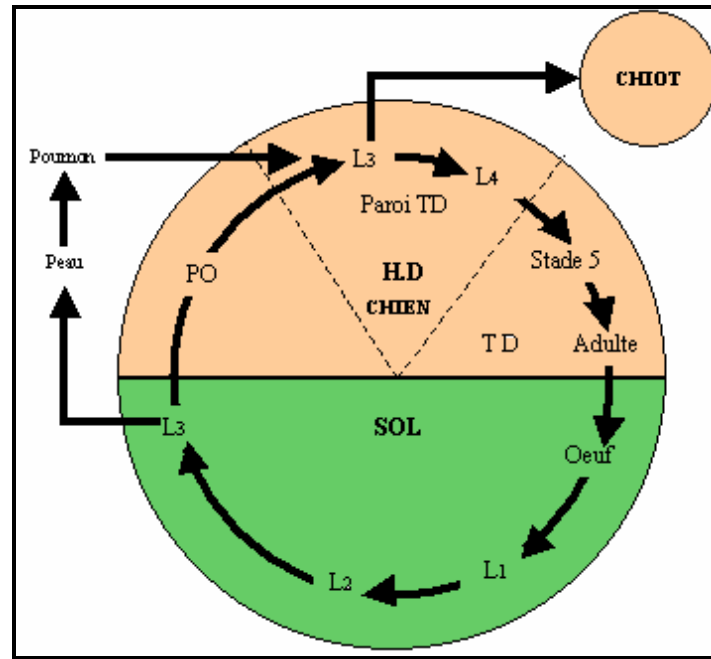 CHIOT
Poumon
L3
L4
Paroi TD
Peau
PO
H.D
Stade 5
CHIEN
TD
Adulte
L3
SOL
Oeuf
L1
L2